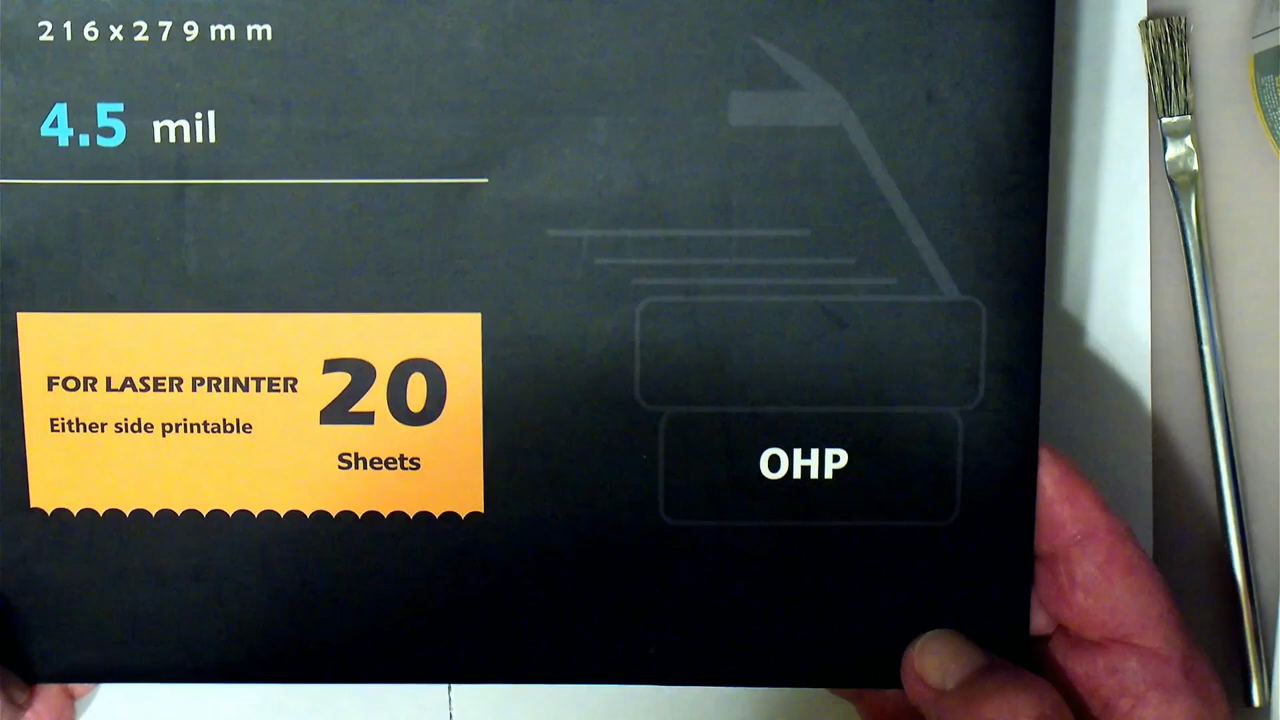 216x279mm
4.5 mil
FOR LASER PRINTER
Either side printable
20
Sheets
OHP